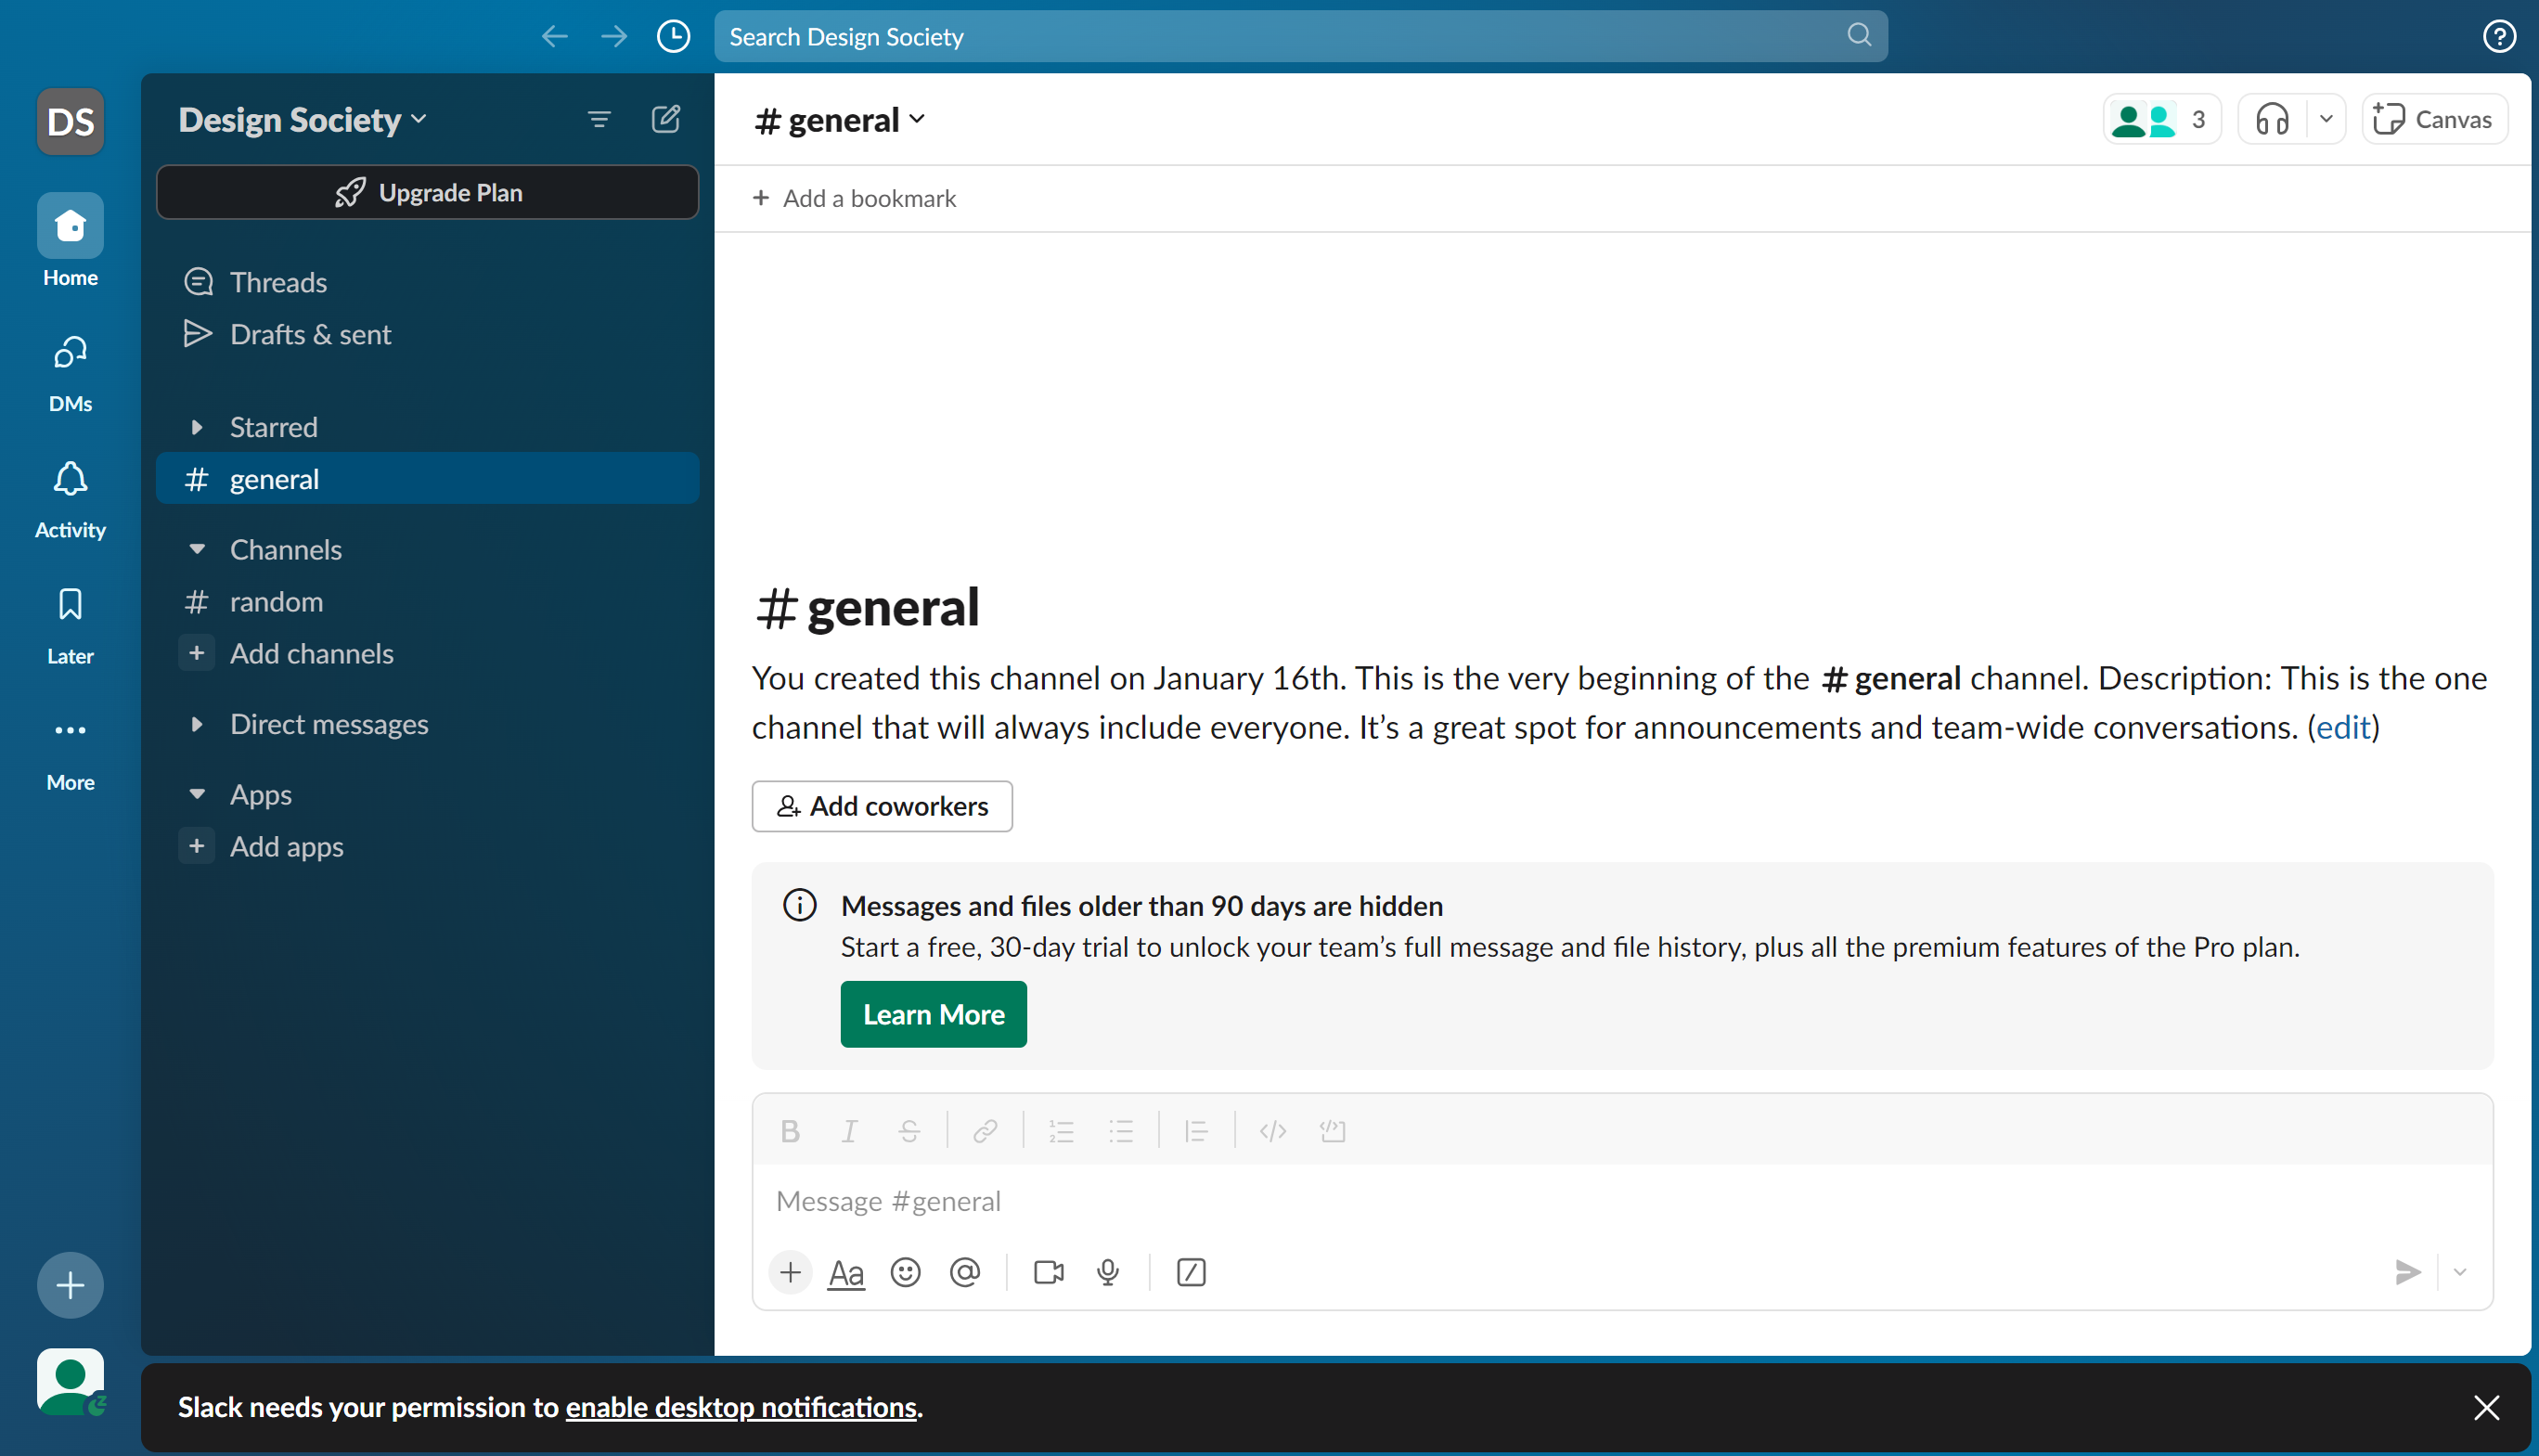 Search Design Society
DS
Home
DMs
Activity
Later
More
Design Society
Upgrade Plan
Threads
Drafts & sent
Starred
# general
Channels
# random
+ Add channels
Direct messages
Apps
+ Add apps
# general
3
Canvas
+ Add a bookmark
# general
You created this channel on January 16th. This is the very beginning of the # general channel. Description: This is the one
channel that will always include everyone. It’s a great spot for announcements and team-wide conversations. (edit)
Add coworkers
Messages and files older than 90 days are hidden
Start a free, 30-day trial to unlock your team’s full message and file history, plus all the premium features of the Pro plan.
Learn More
Message #general
Aa
Slack needs your permission to enable desktop notifications.